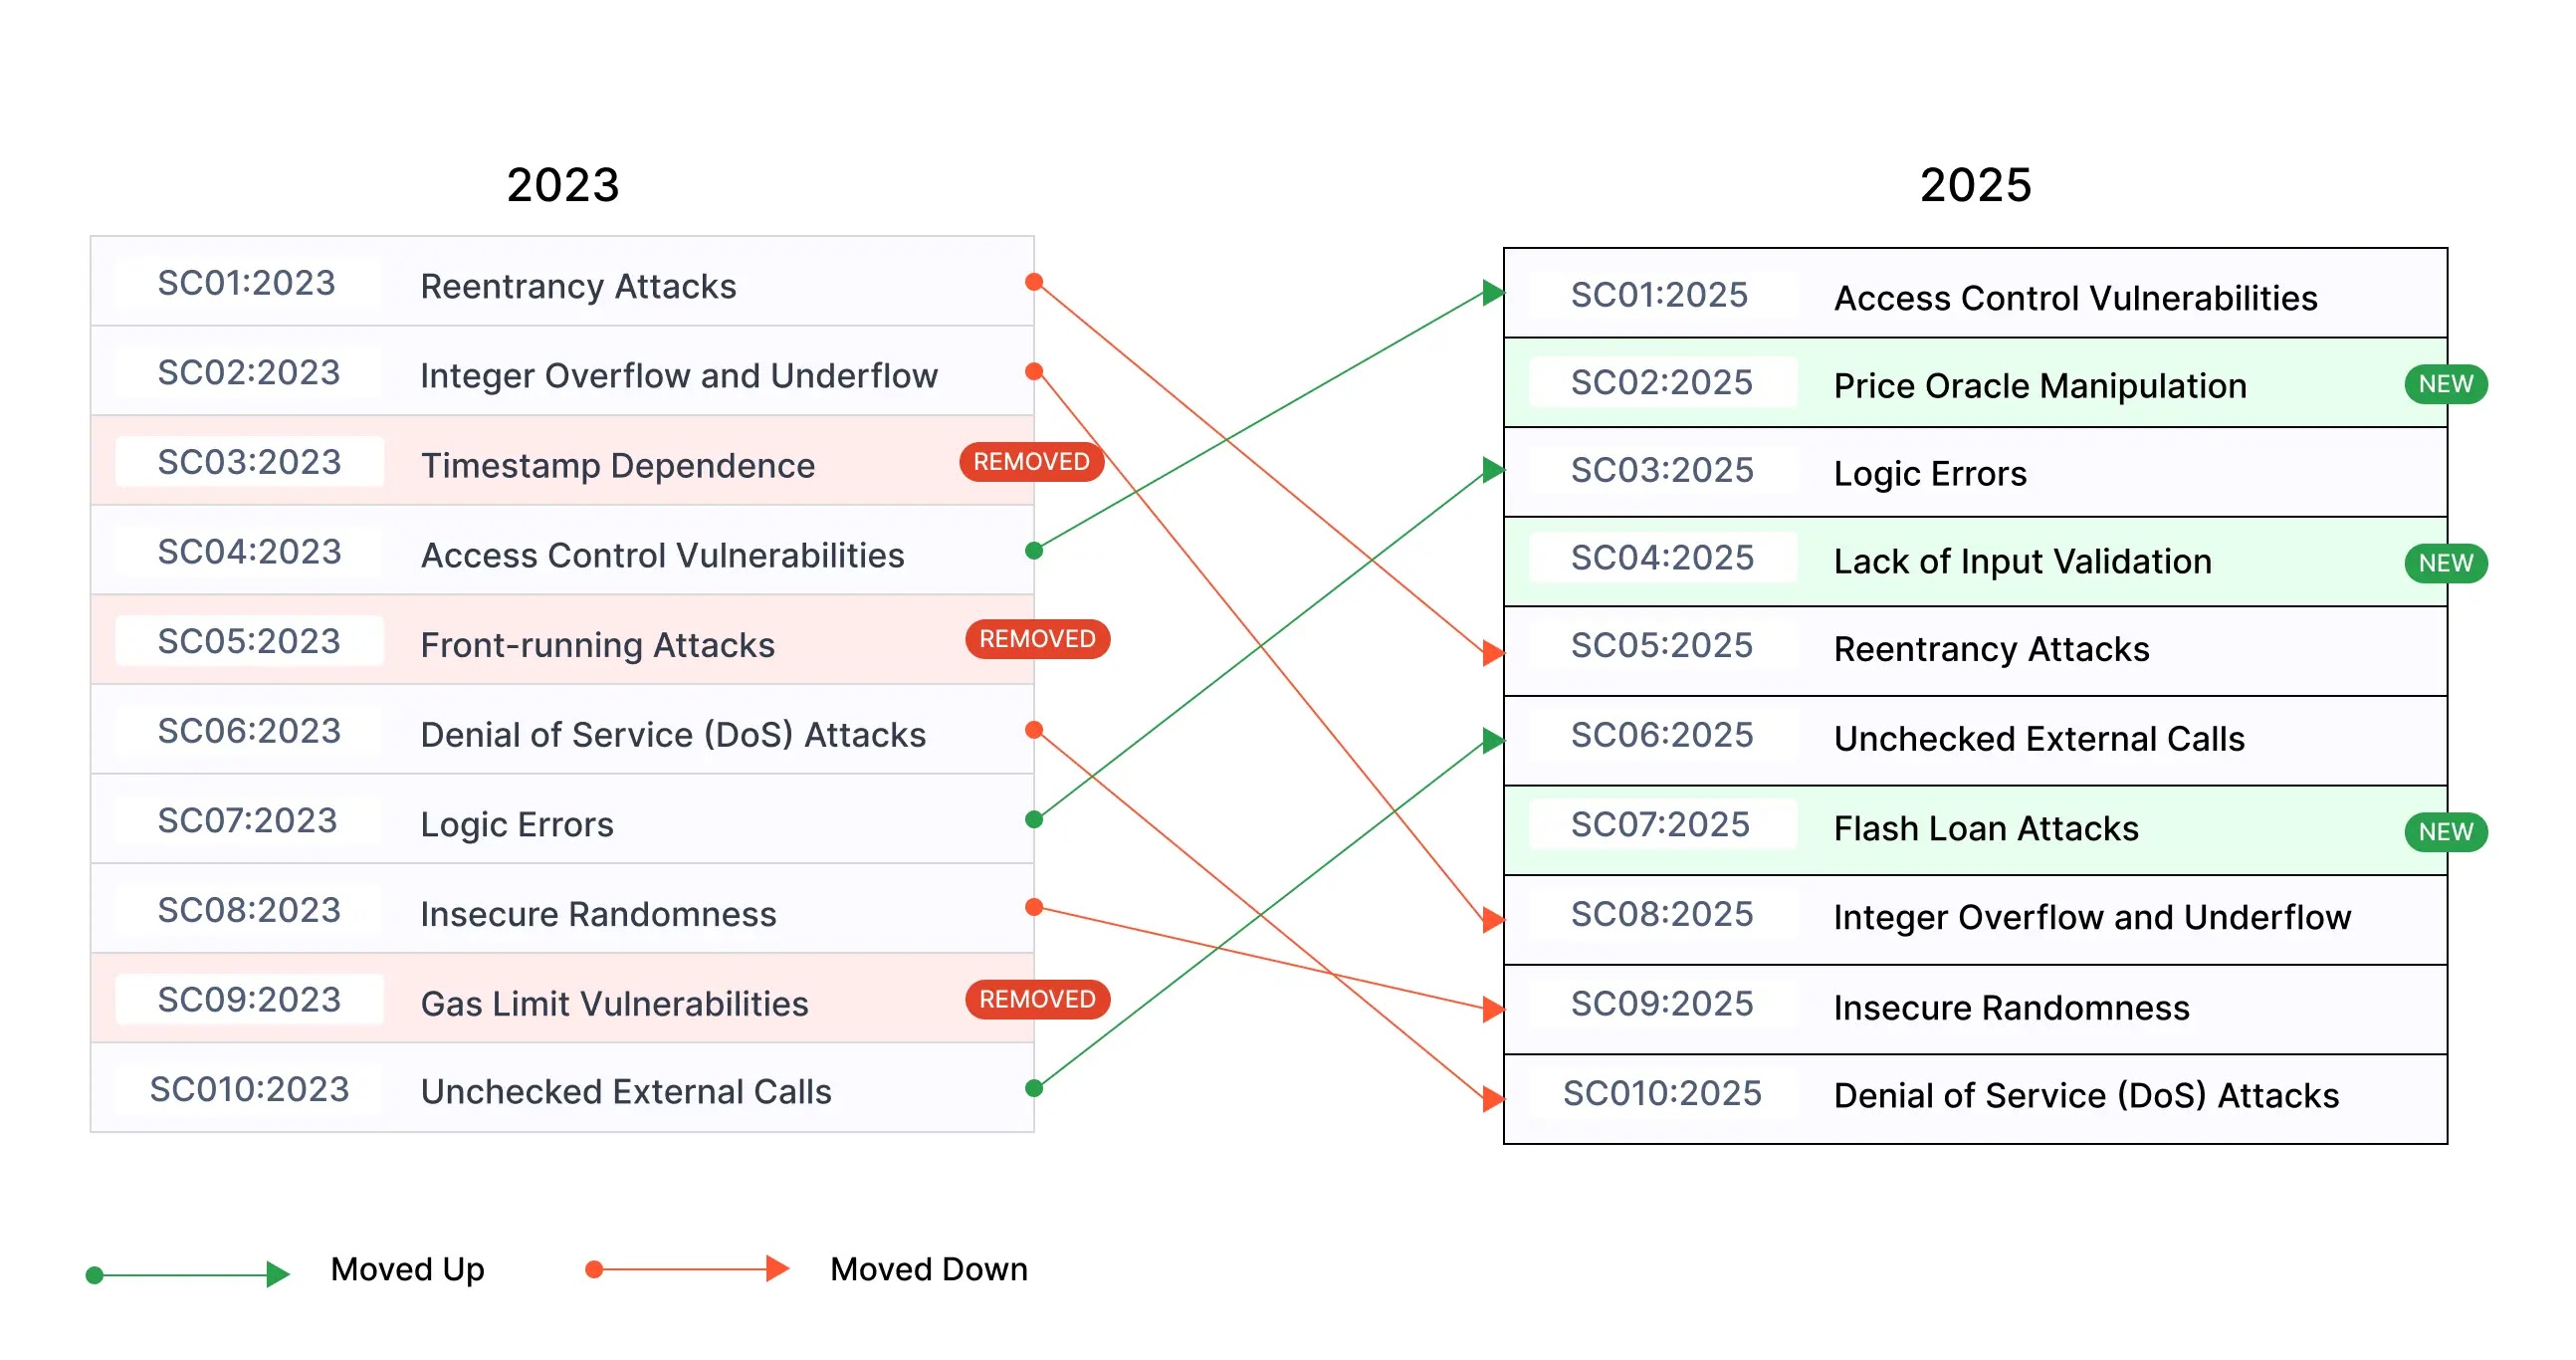 2023
SC01:2023 Reentrancy Attacks
SC02:2023 Integer Overflow and Underflow
SC03:2023 Timestamp Dependence REMOVED
SC04:2023 Access Control Vulnerabilities
SC05:2023 Front-running Attacks REMOVED
SC06:2023 Denial of Service (DoS) Attacks
SC07:2023 Logic Errors
SC08:2023 Insecure Randomness
SC09:2023 Gas Limit Vulnerabilities REMOVED
SC010:2023 Unchecked External Calls
2025
SC01:2025 Access Control Vulnerabilities
SC02:2025 Price Oracle Manipulation NEW
SC03:2025 Logic Errors
SC04:2025 Lack of Input Validation NEW
SC05:2025 Reentrancy Attacks
SC06:2025 Unchecked External Calls
SC07:2025 Flash Loan Attacks NEW
SC08:2025 Integer Overflow and Underflow
SC09:2025 Insecure Randomness
SC010:2025 Denial of Service (DoS) Attacks
Moved Up Moved Down